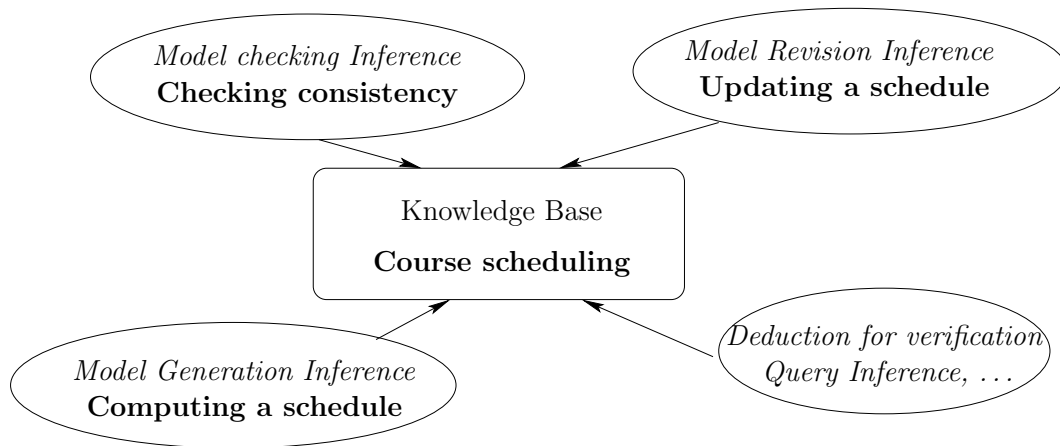 Model checking Inference
Checking consistency
Model Revision Inference
Updating a schedule
Knowledge Base
Course scheduling
Model Generation Inference
Computing a schedule
Deduction for verification
Query Inference, ...